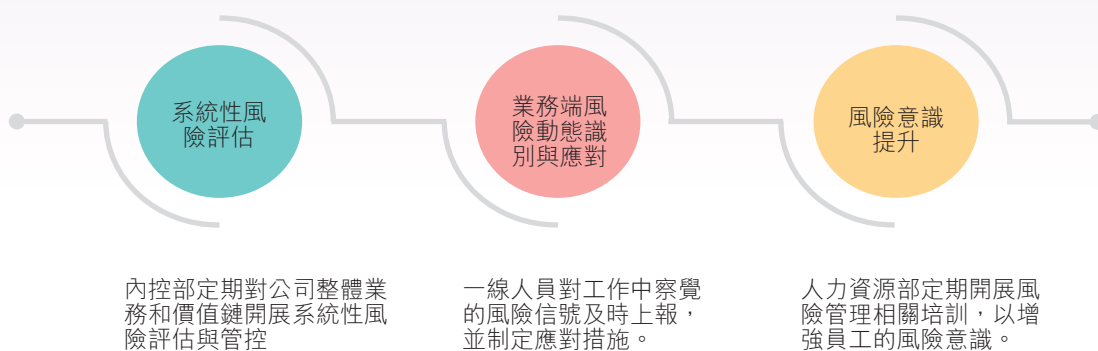 系統性風
險評估
業務端風
險動態識
別與應對
風險意識
提升
內控部定期對公司整體業
務和價值鏈開展系統性風
險評估與管控
一線人員對工作中察覺
的風險信號及時上報，
並制定應對措施。
人力資源部定期開展風
險管理相關培訓，以增
強員工的風險意識。